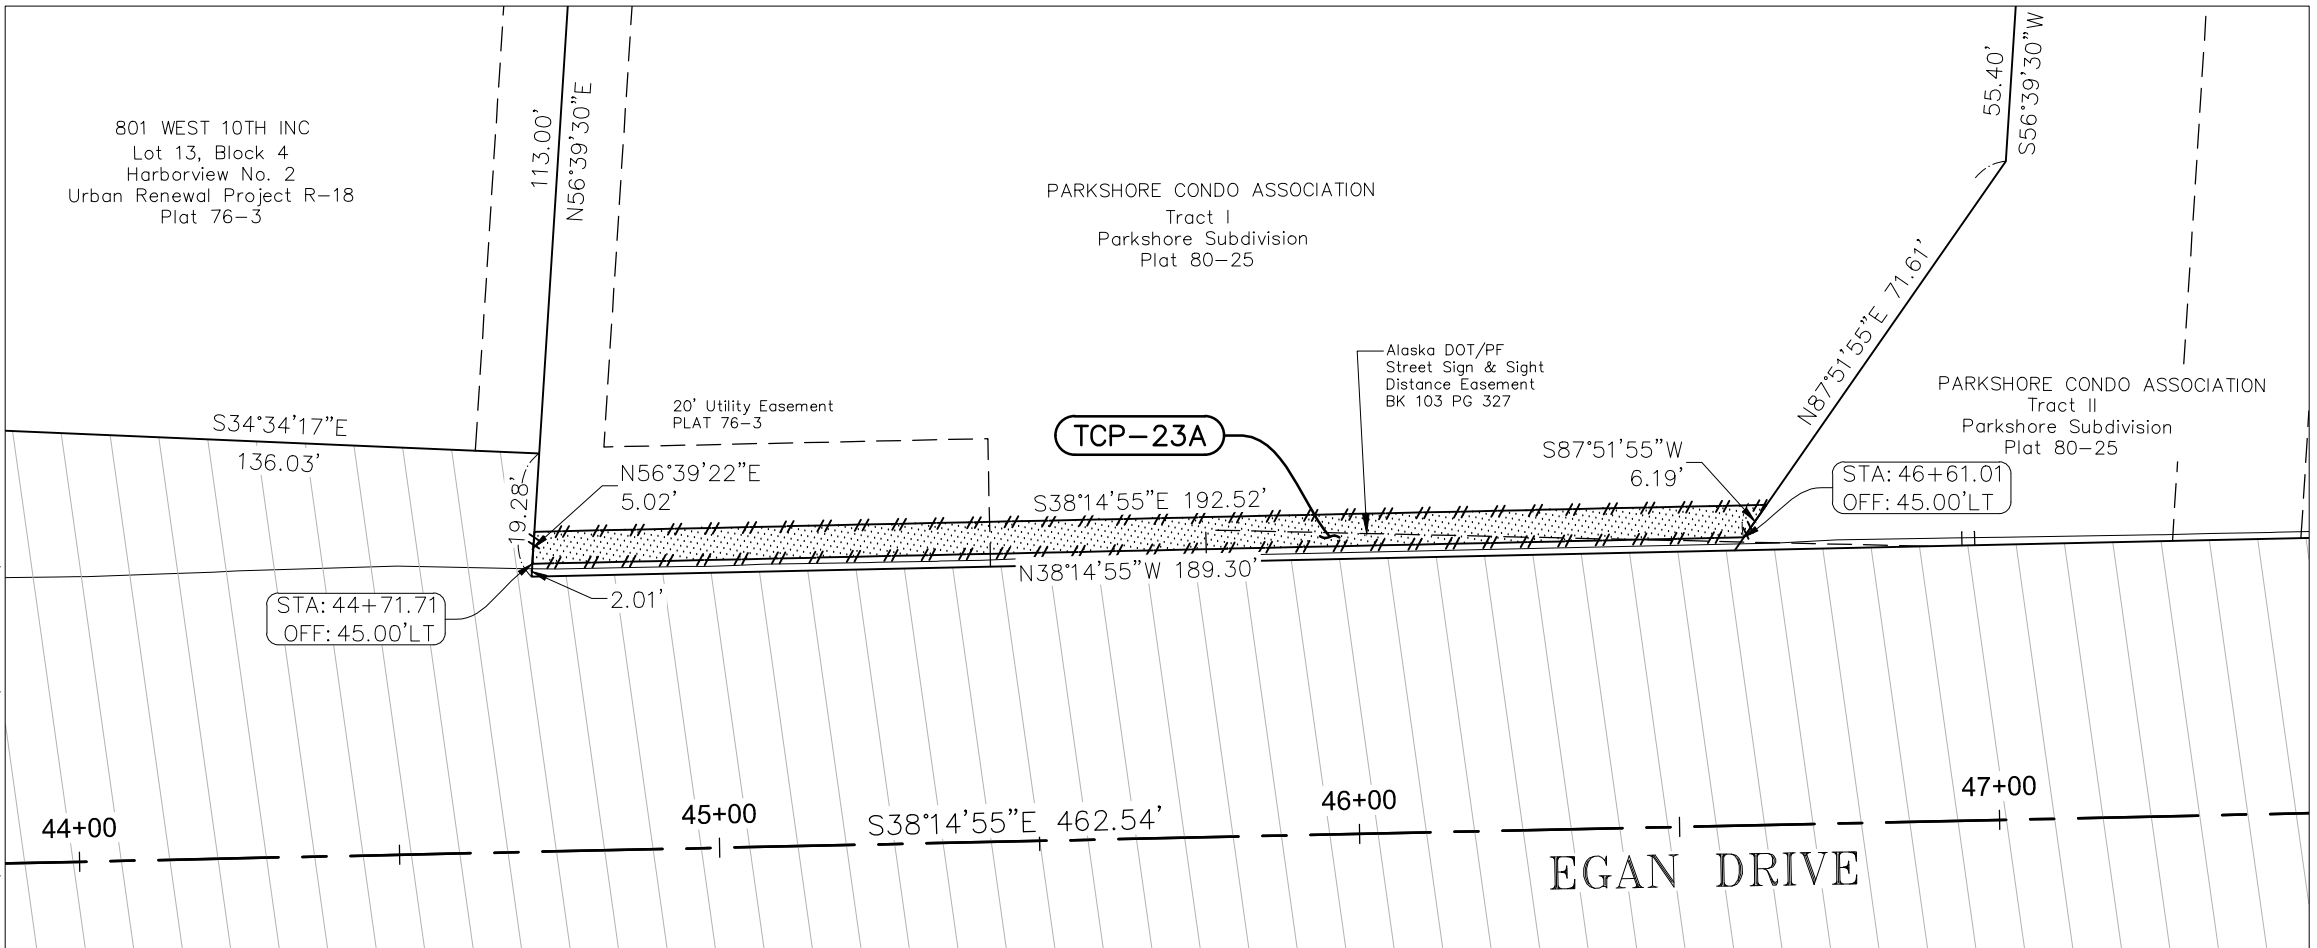 801 WEST 10TH INC
Lot 13, Block 4
Harborview No. 2
Urban Renewal Project R-18
Plat 76-3
113.00'
N56°39'30"E
PARKSHORE CONDO ASSOCIATION
Tract I
Parkshore Subdivision
Plat 80-25
55.40'
S56°39'30"W
N87°51'55"E 71.61'
PARKSHORE CONDO ASSOCIATION
Tract II
Parkshore Subdivision
Plat 80-25
Alaska DOT/PF
Street Sign & Sight
Distance Easement
BK 103 PG 327
20' Utility Easement
PLAT 76-3
TCP-23A
S34°34'17"E
136.03'
19.28'
N56°39'22"E
5.02'
S38°14'55"E 192.52'
S87°51'55"W
6.19'
STA: 46+61.01
OFF: 45.00'LT
N38°14'55"W 189.30'
2.01'
STA: 44+71.71
OFF: 45.00'LT
44+00
45+00
S38°14'55"E 462.54'
46+00
47+00
EGAN DRIVE